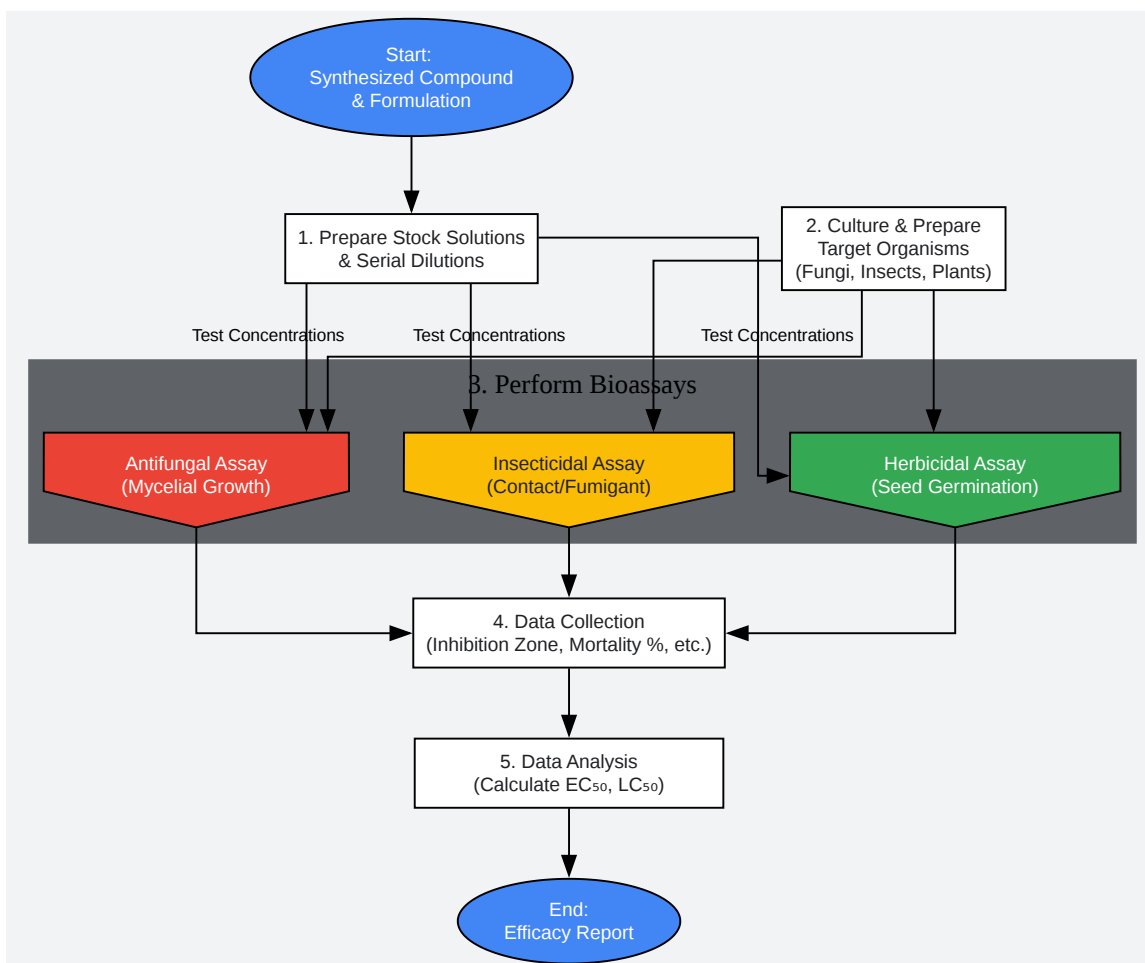 Start:
Synthesized Compound
& Formulation
1. Prepare Stock Solutions
& Serial Dilutions
2. Culture & Prepare
Target Organisms
(Fungi, Insects, Plants)
Test Concentrations
Test Concentrations
Test Concentrations
3. Perform Bioassays
Antifungal Assay
(Mycelial Growth)
Insecticidal Assay
(Contact/Fumigant)
Herbicidal Assay
(Seed Germination)
4. Data Collection
(Inhibition Zone, Mortality %, etc.)
5. Data Analysis
(Calculate EC₅₀, LC₅₀)
End:
Efficacy Report